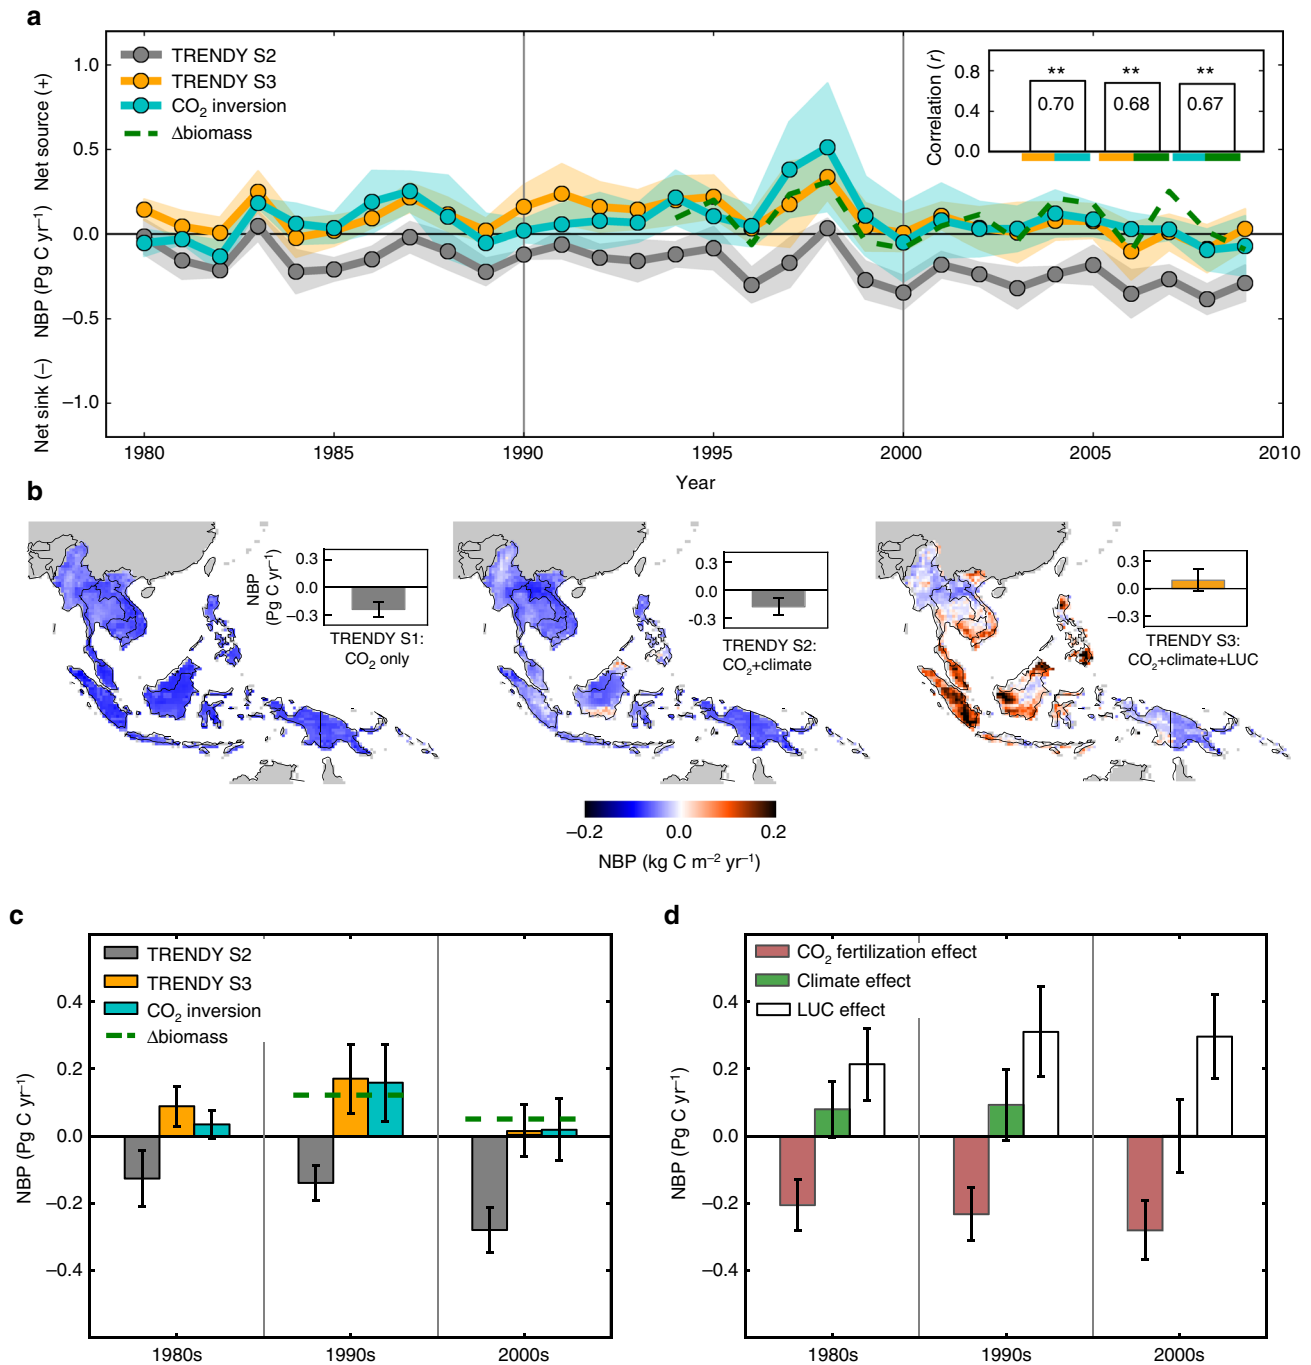 a
TRENDY S2
TRENDY S3
CO₂ inversion
Δbiomass
Net sink (–) NBP (Pg C yr⁻¹) Net source (+)
1.0
0.5
0.0
–0.5
–1.0
Correlation (r)
0.8
0.4
0.0
**
**
**
0.70
0.68
0.67
1980
1985
1990
1995
2000
2005
2010
Year
b
NBP
(Pg C yr⁻¹)
0.3
0.0
–0.3
TRENDY S1:
CO₂ only
0.3
0.0
-0.3
TRENDY S2:
CO₂+climate
0.3
0.0
–0.3
TRENDY S3:
CO₂+climate+LUC
–0.2
0.0
0.2
NBP (kg C m⁻² yr⁻¹)
c
TRENDY S2
TRENDY S3
CO₂ inversion
Δbiomass
NBP (Pg C yr⁻¹)
0.4
0.2
0.0
–0.2
–0.4
1980s
1990s
2000s
d
CO₂ fertilization effect
Climate effect
LUC effect
NBP (Pg C yr⁻¹)
0.4
0.2
0.0
–0.2
–0.4
1980s
1990s
2000s